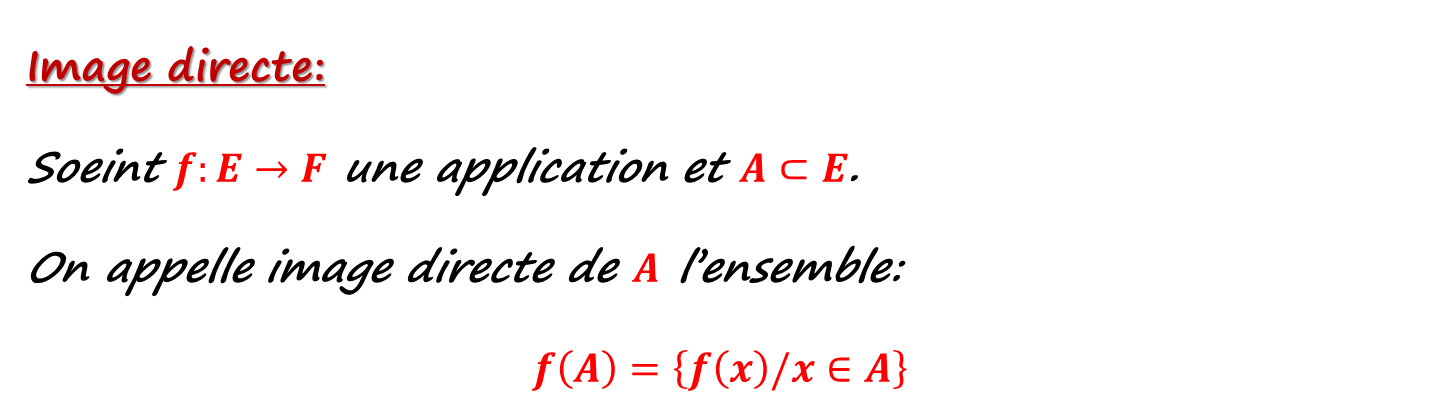 Image directe:
Soeint f: E → F une application et A ⊂ E.
On appelle image directe de A l'ensemble:
f(A) = {f(x)/x ∈ A}